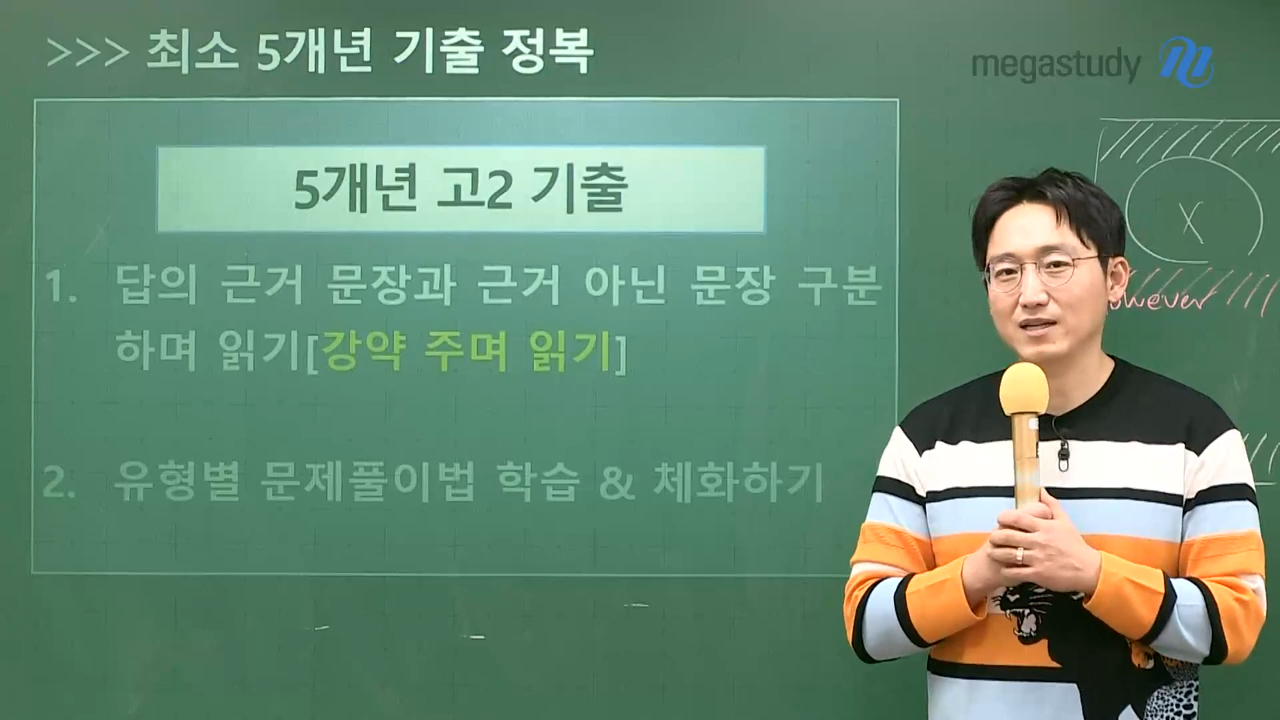 >>> 최소 5개년 기출 정복
megastudy
5개년 고2 기출
1. 답의 근거 문장과 근거 아닌 문장 구분
하며 읽기[강약 주며 읽기]
2. 유형별 문제풀이법 학습 & 체화하기
X